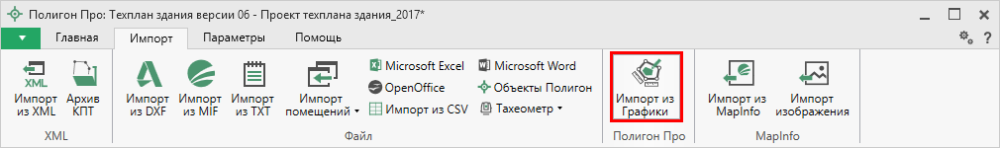 Полигон Про: Техплан здания версии 06 - Проект техплана здания_2017*
Главная Импорт Параметры Помощь
?
XML
Импорт из XML
Архив КПТ
XML
Импорт из DXF
Импорт из MIF
Импорт из TXT
Импорт помещений
Microsoft Excel
OpenOffice
Импорт из CSV
W Microsoft Word
Объекты Полигон
Тахеометр
Файл
Импорт из Графики
Полигон Про
Импорт из MapInfo
Импорт изображения
MapInfo